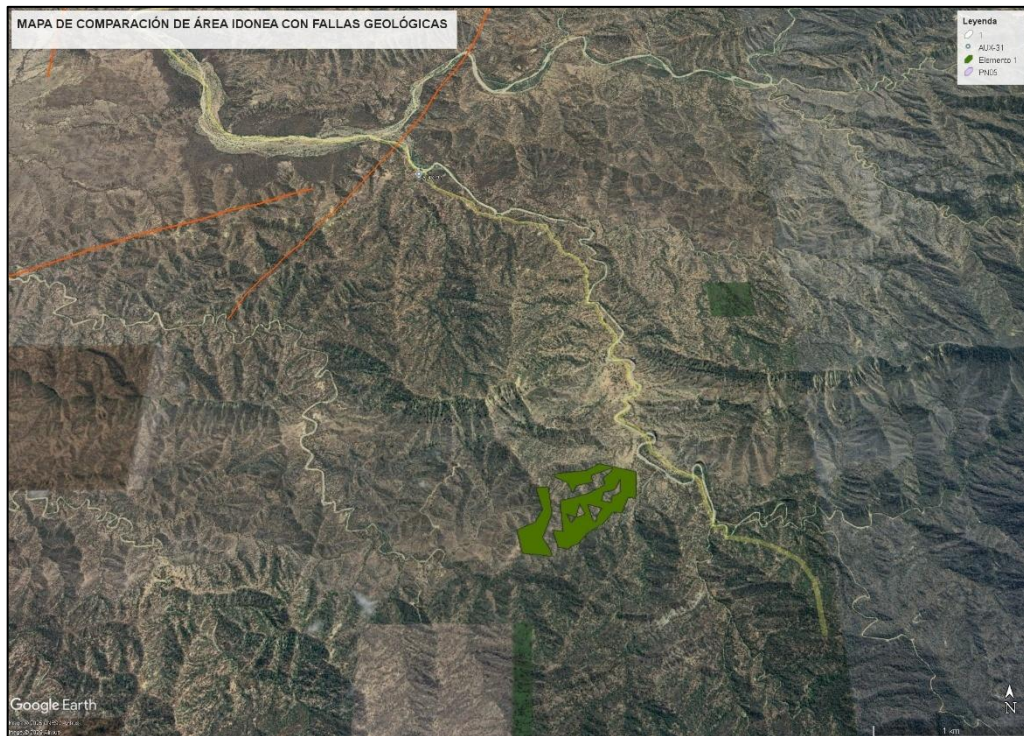 MAPA DE COMPARACIÓN DE ÁREA IDONEA CON FALLAS GEOLÓGICAS
Leyenda
1
AUX-31
Elemento 1
PN05
Google Earth
N
1 km